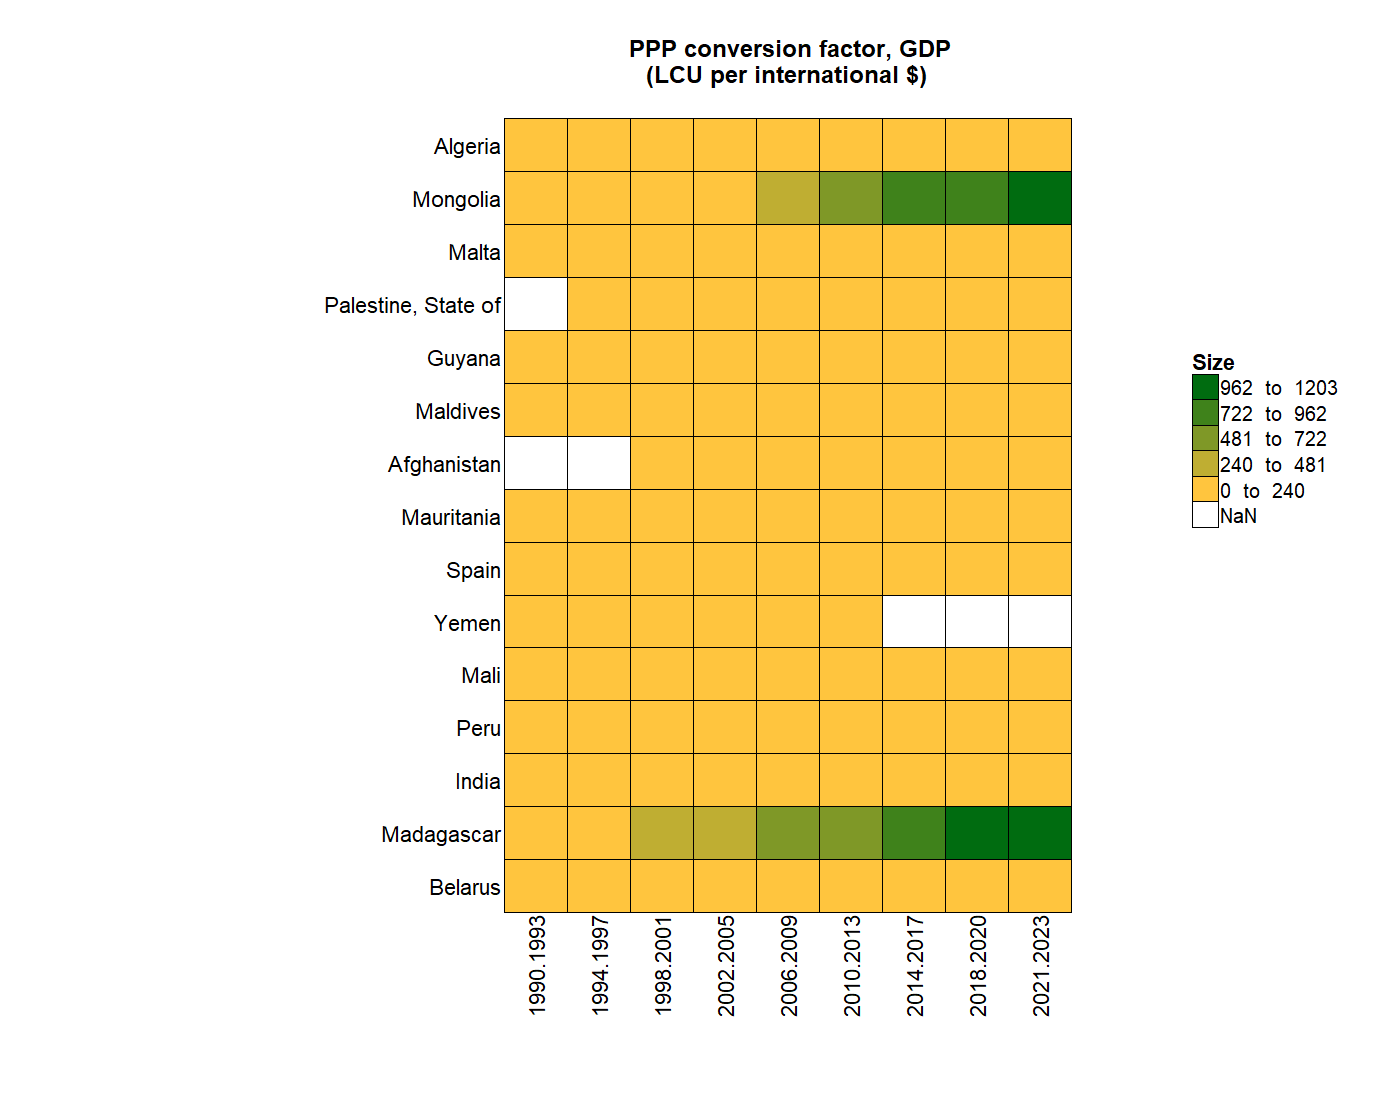 PPP conversion factor, GDP
(LCU per international $)
Algeria
Mongolia
Malta
Palestine, State of
Guyana
Maldives
Afghanistan
Mauritania
Spain
Yemen
Mali
Peru
India
Madagascar
Belarus
1990.1993
1994.1997
1998.2001
2002.2005
2006.2009
2010.2013
2014.2017
2018.2020
2021.2023
Size
962 to 1203
722 to 962
481 to 722
240 to 481
0 to 240
NaN